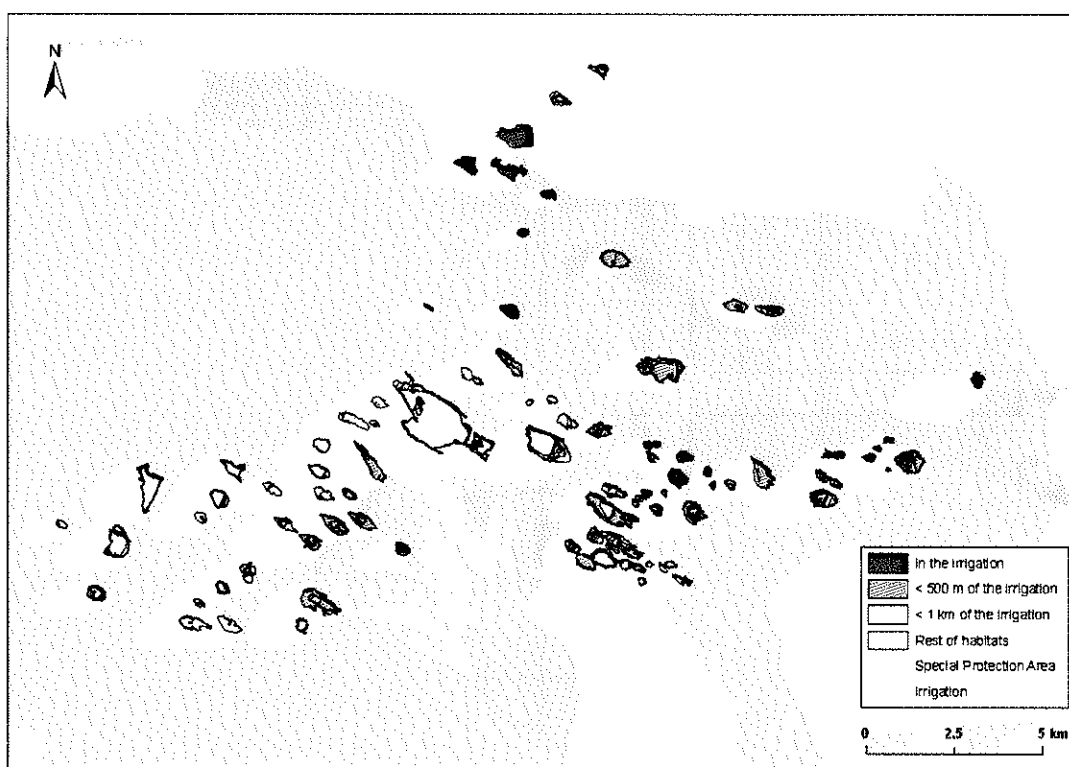 N
In the irrigation
< 500 m of the irrigation
< 1 km of the irrigation
Rest of habitats
Special Protection Area
Irrigation
0 2.5 5 km